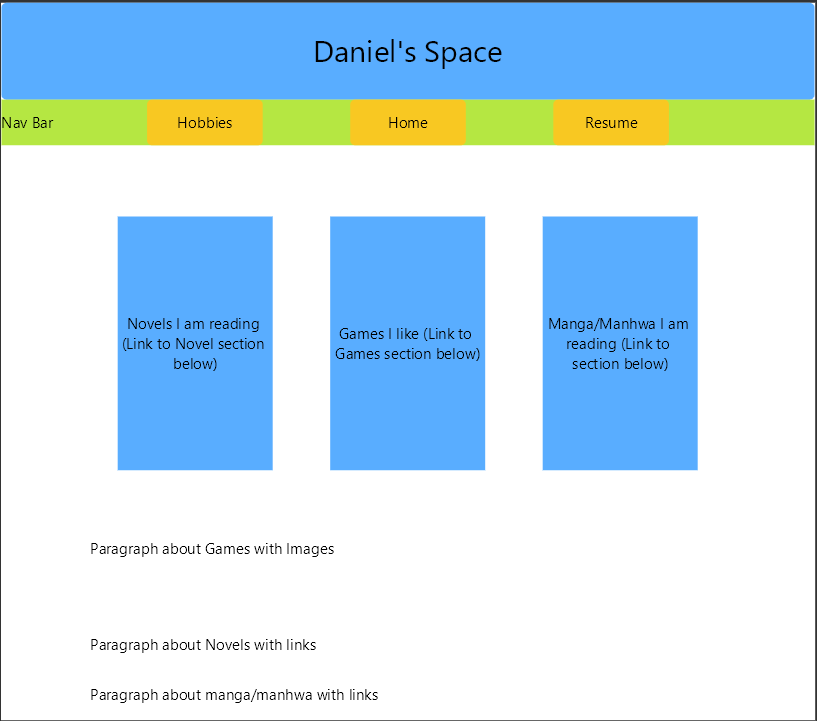 Daniel's Space
Nav Bar
Hobbies
Home
Resume
Novels I am reading
(Link to Novel section
below)
Games I like (Link to
Games section below)
Manga/Manhwa I am
reading (Link to
section below)
Paragraph about Games with Images
Paragraph about Novels with links
Paragraph about manga/manhwa with links